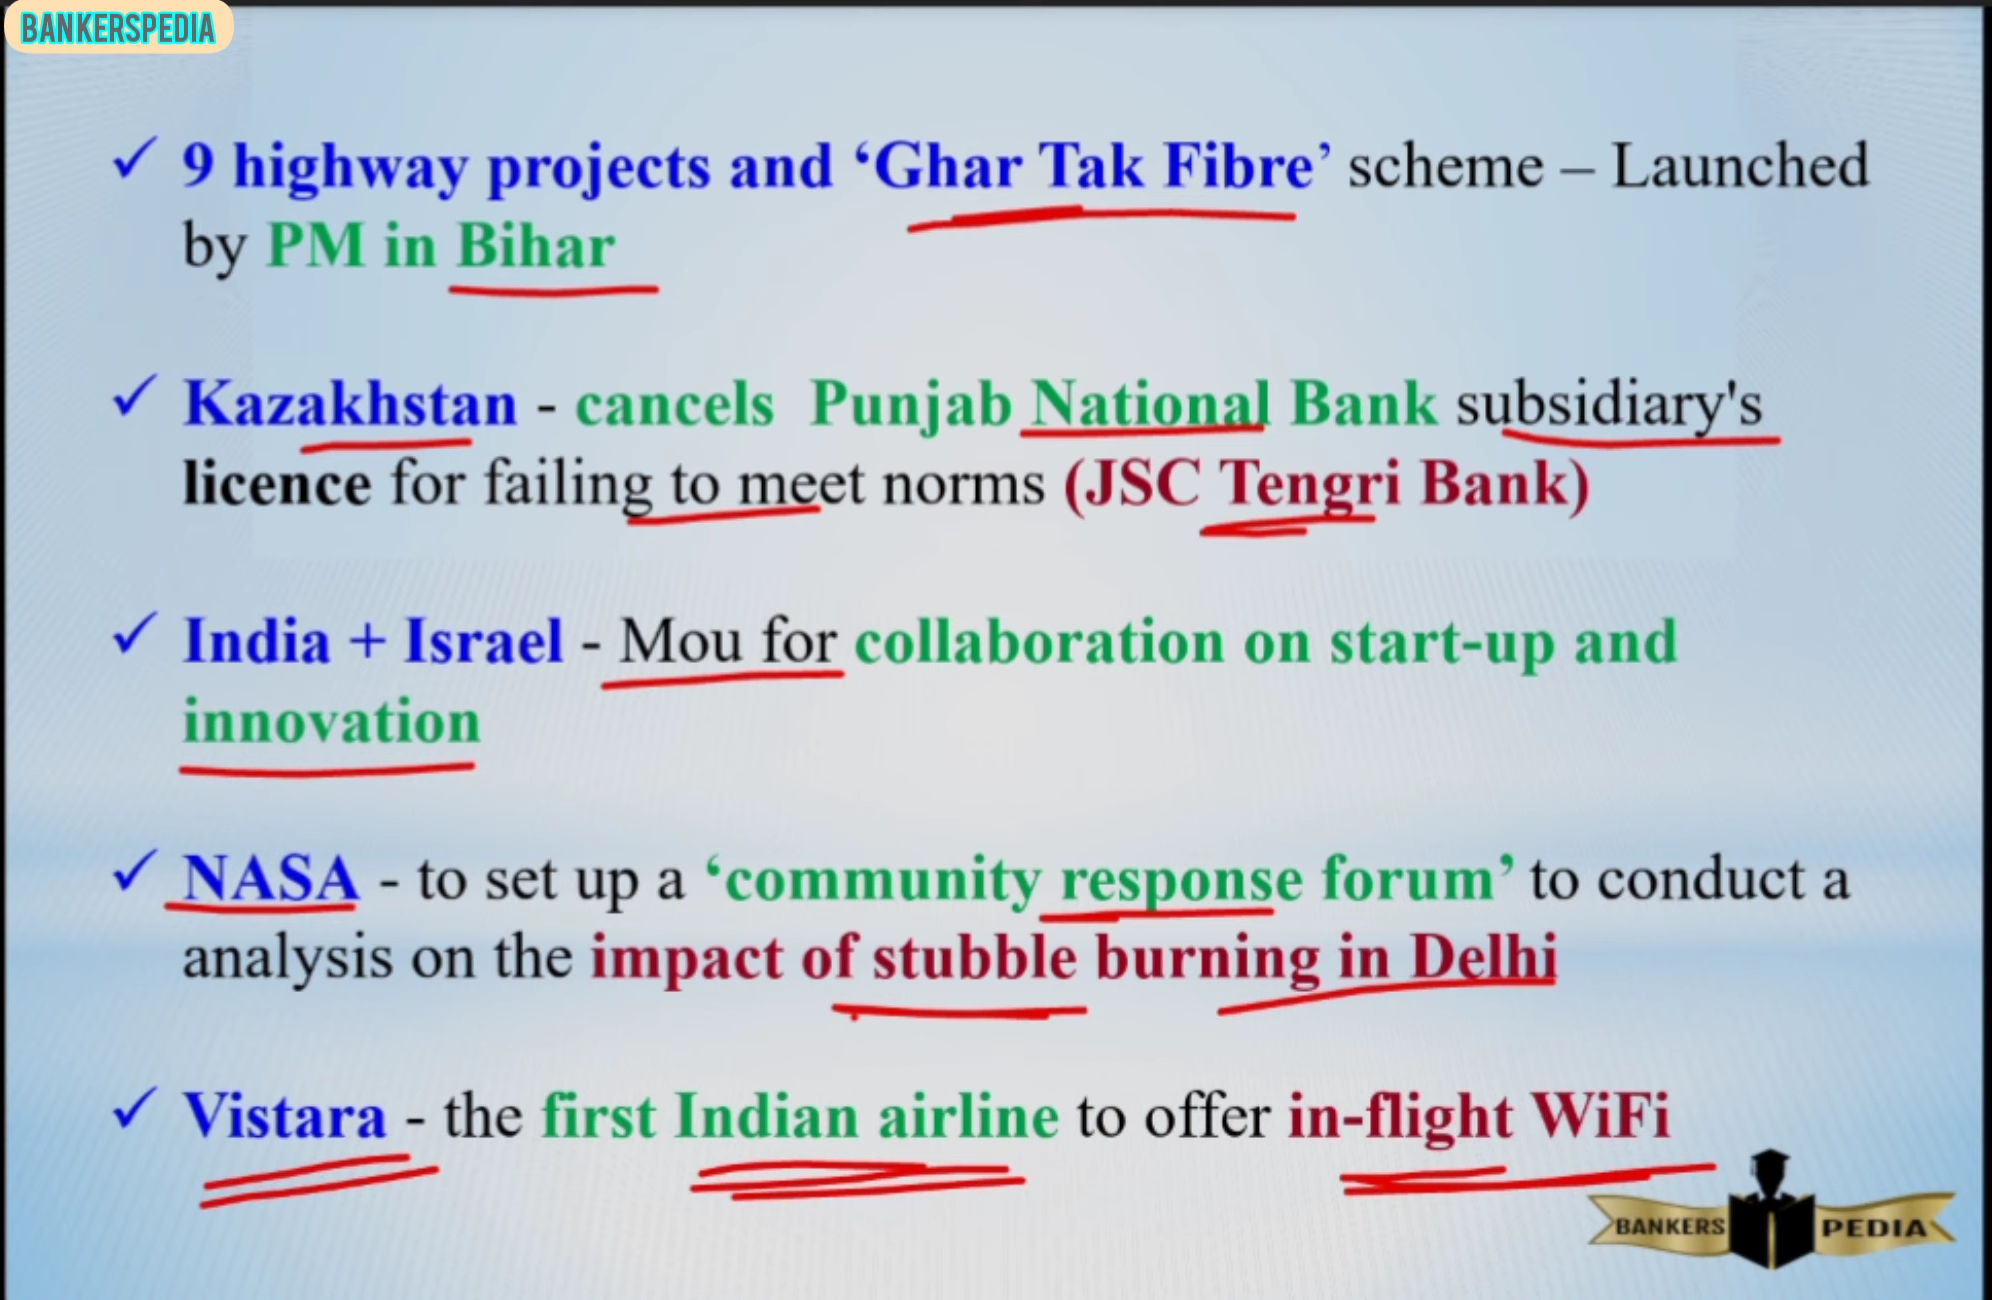 BANKERSPEDIA
✓ 9 highway projects and ‘Ghar Tak Fibre’ scheme – Launched
by PM in Bihar
✓ Kazakhstan - cancels Punjab National Bank subsidiary's
licence for failing to meet norms (JSC Tengri Bank)
✓ India + Israel - Mou for collaboration on start-up and
innovation
✓ NASA - to set up a ‘community response forum’ to conduct a
analysis on the impact of stubble burning in Delhi
✓ Vistara - the first Indian airline to offer in-flight WiFi
BANKERS PEDIA